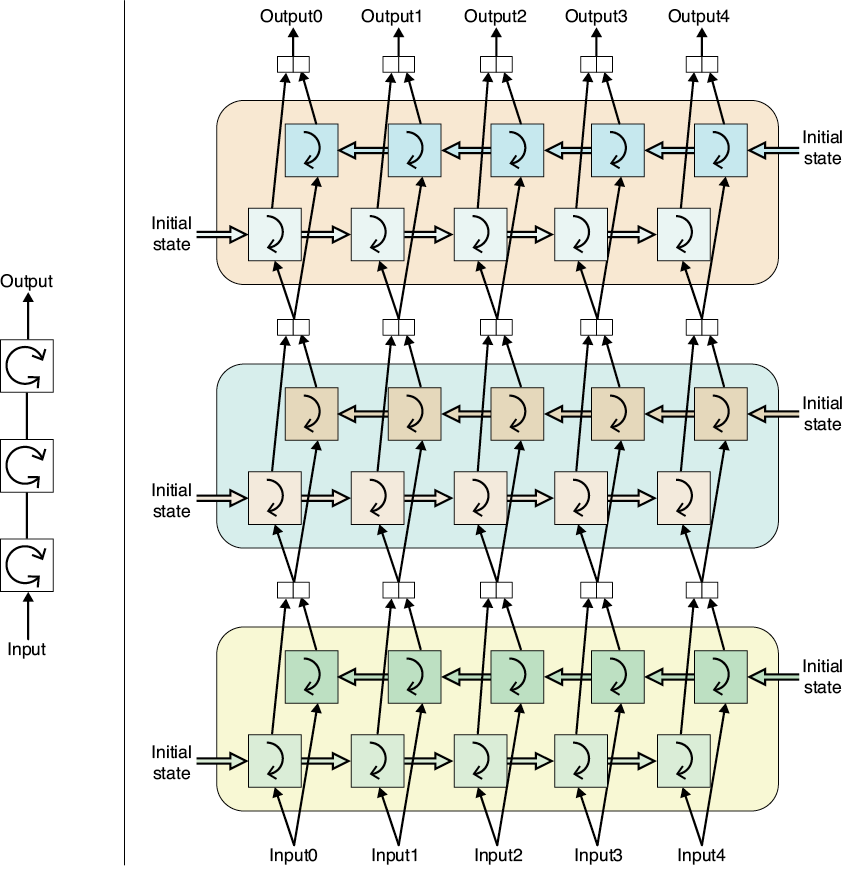 Output0 Output1 Output2 Output3 Output4
Initial
state
Initial
state
Output
Initial
state
Initial
state
Input
Initial
state
Initial
state
Input0 Input1 Input2 Input3 Input4